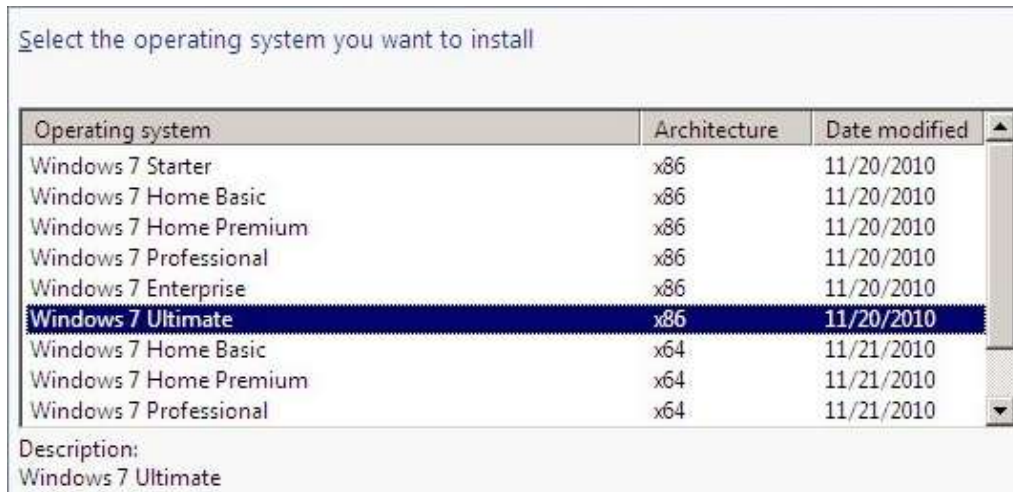 Select the operating system you want to install
Operating system Architecture Date modified
Windows 7 Starter x86 11/20/2010
Windows 7 Home Basic x86 11/20/2010
Windows 7 Home Premium x86 11/20/2010
Windows 7 Professional x86 11/20/2010
Windows 7 Enterprise x86 11/20/2010
Windows 7 Ultimate x86 11/20/2010
Windows 7 Home Basic x64 11/21/2010
Windows 7 Home Premium x64 11/21/2010
Windows 7 Professional x64 11/21/2010
Description:
Windows 7 Ultimate